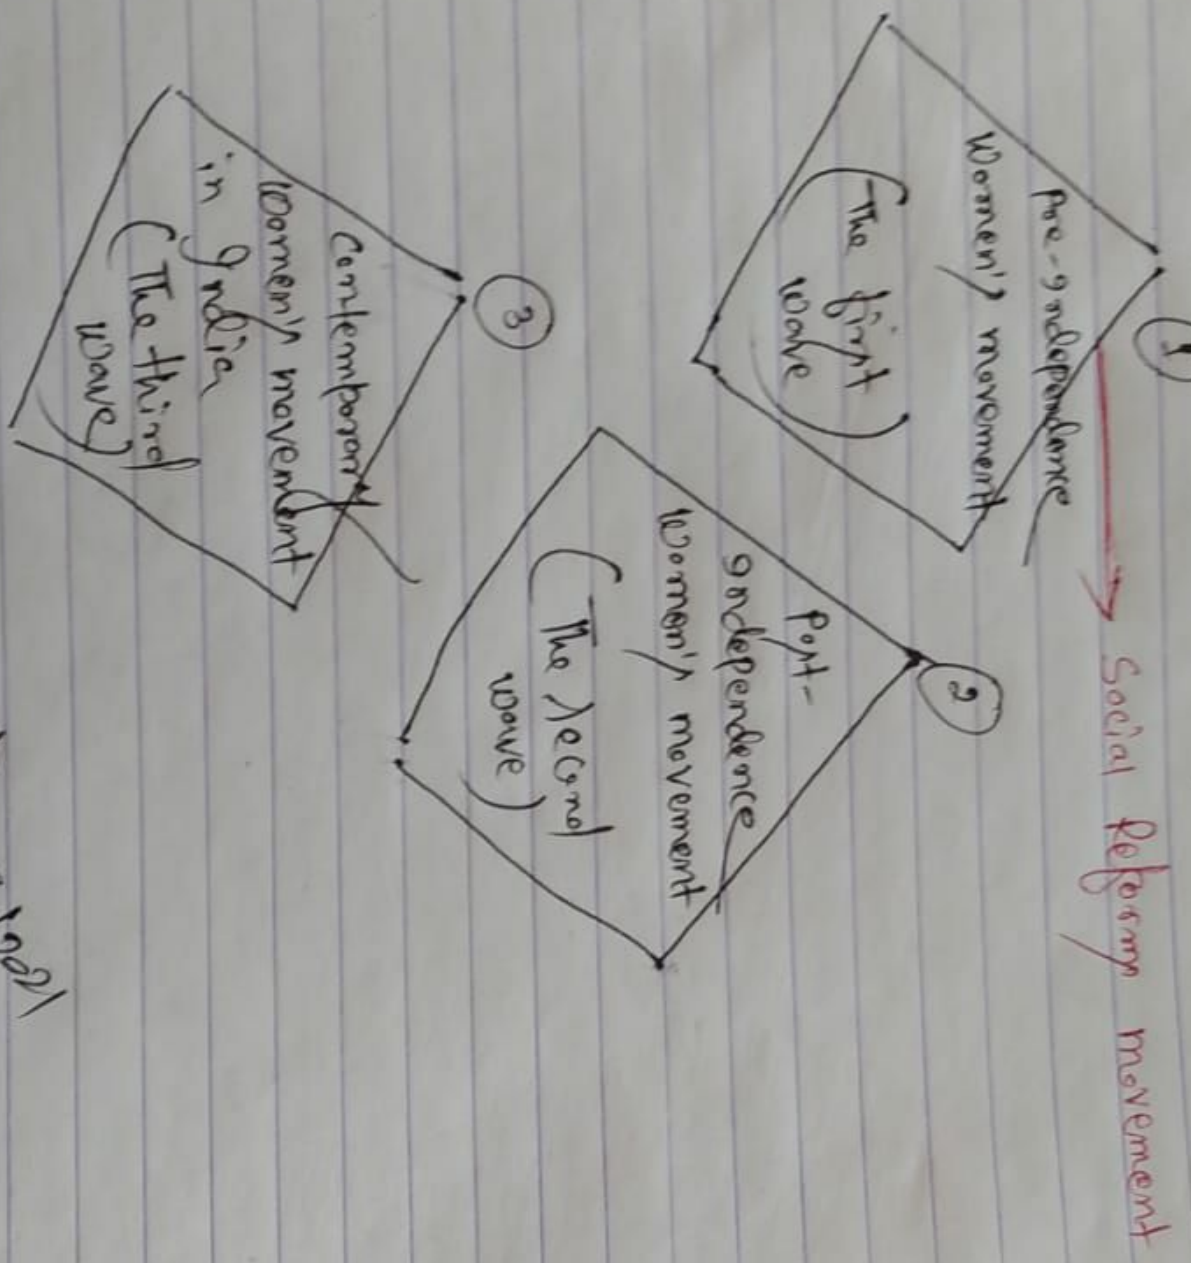 1
Pre-Independence
Women's movement
(The first
wave)
→ Social Reforms movement
2
Post-
Independence
Women's movement
(The second
wave)
3
Contemporary
Women's movement
in India
(The third
wave)